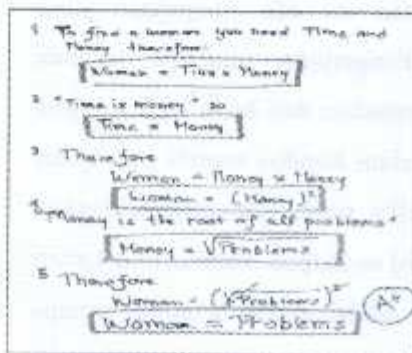 1. To find a woman you need Time and
Money therefore:
Woman = Time x Money
2. "Time is money" so
Time = Money
3. Therefore
Woman = Money x Money
Woman = (Money)²
4. "Money is the root of all problems"
Money = √Problems
5. Therefore
Woman = (√Problems)²
Woman = Problems
A+